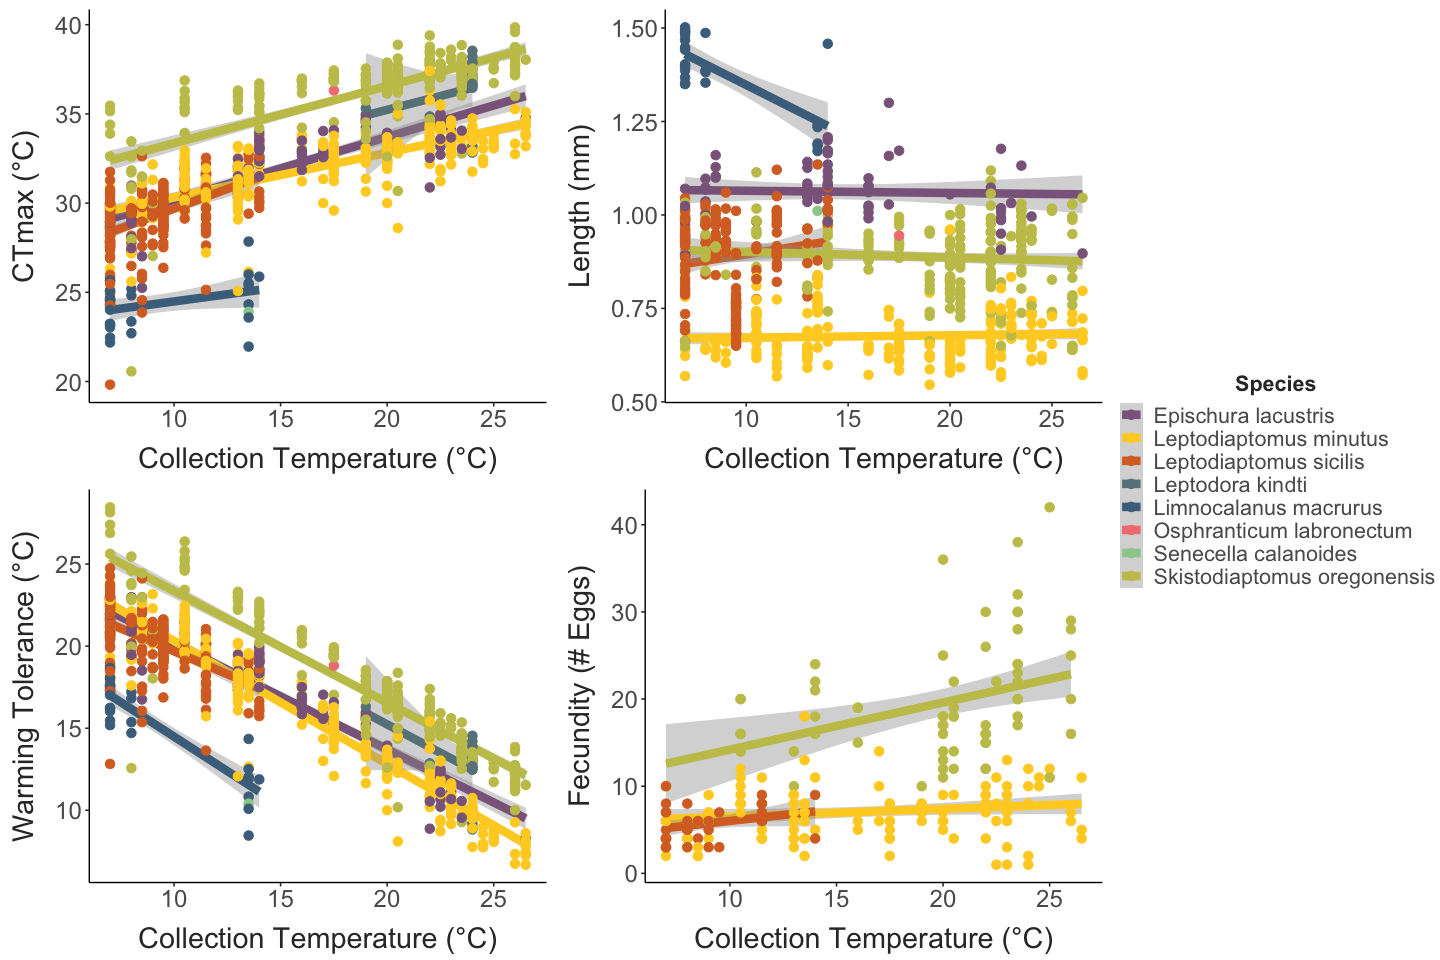 40
35
30
25
20
10
15
20
25
CTmax (°C)
Collection Temperature (°C)
1.50
1.25
1.00
0.75
0.50
10
15
20
25
Length (mm)
Collection Temperature (°C)
Species
Epischura lacustris
Leptodiaptomus minutus
Leptodiaptomus sicilis
Leptodora kindti
Limnocalanus macrurus
Osphranticum labronectum
Senecella calanoides
Skistodiaptomus oregonensis
25
20
15
10
10
15
20
25
Warming Tolerance (°C)
Collection Temperature (°C)
40
30
20
10
0
10
15
20
25
Fecundity (# Eggs)
Collection Temperature (°C)